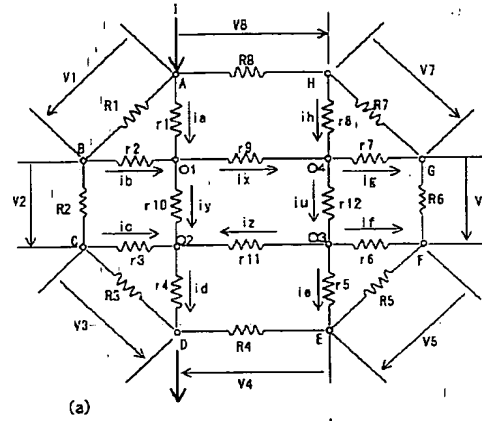 I V8
A R8 H
V1 V7
R1 r1 ia ih r8 R7
B r2 r9 r7 G
O1 O4
ib ix ig
V2 R2 r10 iy iu r12 R6 V
ic iz if
C O2 O3 F
r3 r11 r6
R3 r4 id ie r5 R5
V3 D R4 E V5
V4
(a)